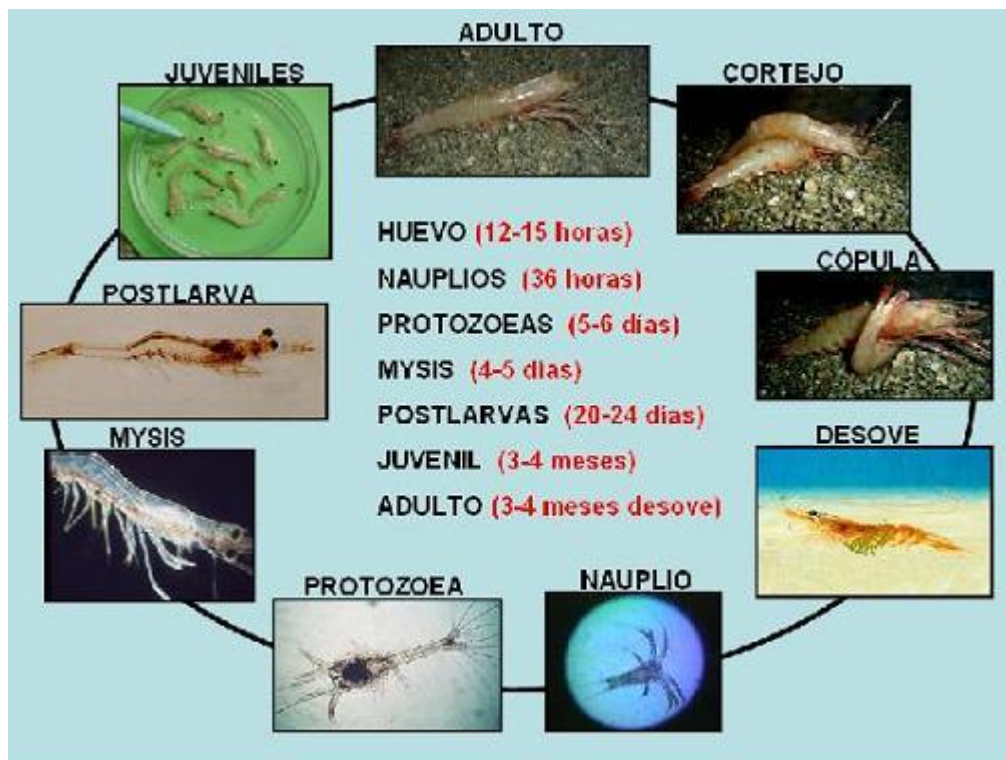 ADULTO
JUVENILES
CORTEJO
HUEVO (12-15 horas)
CÓPULA
NAUPLIOS (36 horas)
POSTLARVA
PROTOZOEAS (5-6 días)
MYSIS (4-5 días)
POSTLARVAS (20-24 días)
MYSIS
DESOVE
JUVENIL (3-4 meses)
ADULTO (3-4 meses desove)
PROTOZOEA
NAUPLIO